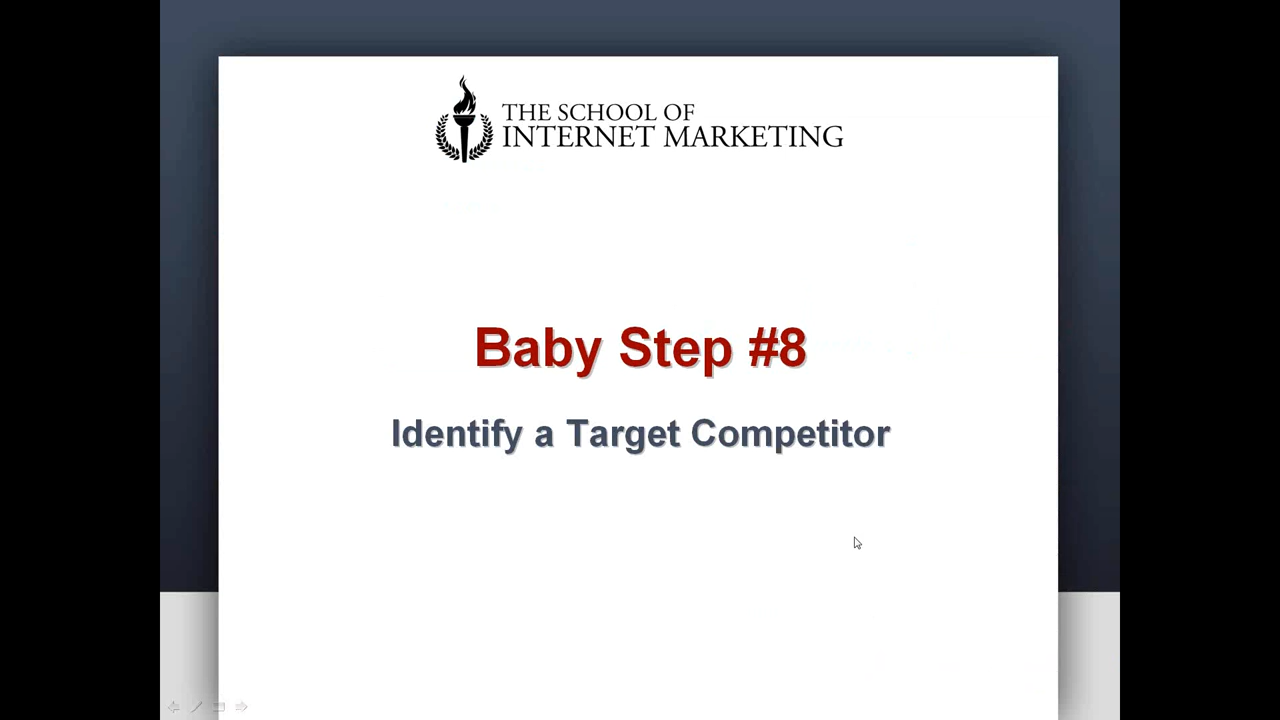 THE SCHOOL OF
INTERNET MARKETING
Baby Step #8
Identify a Target Competitor